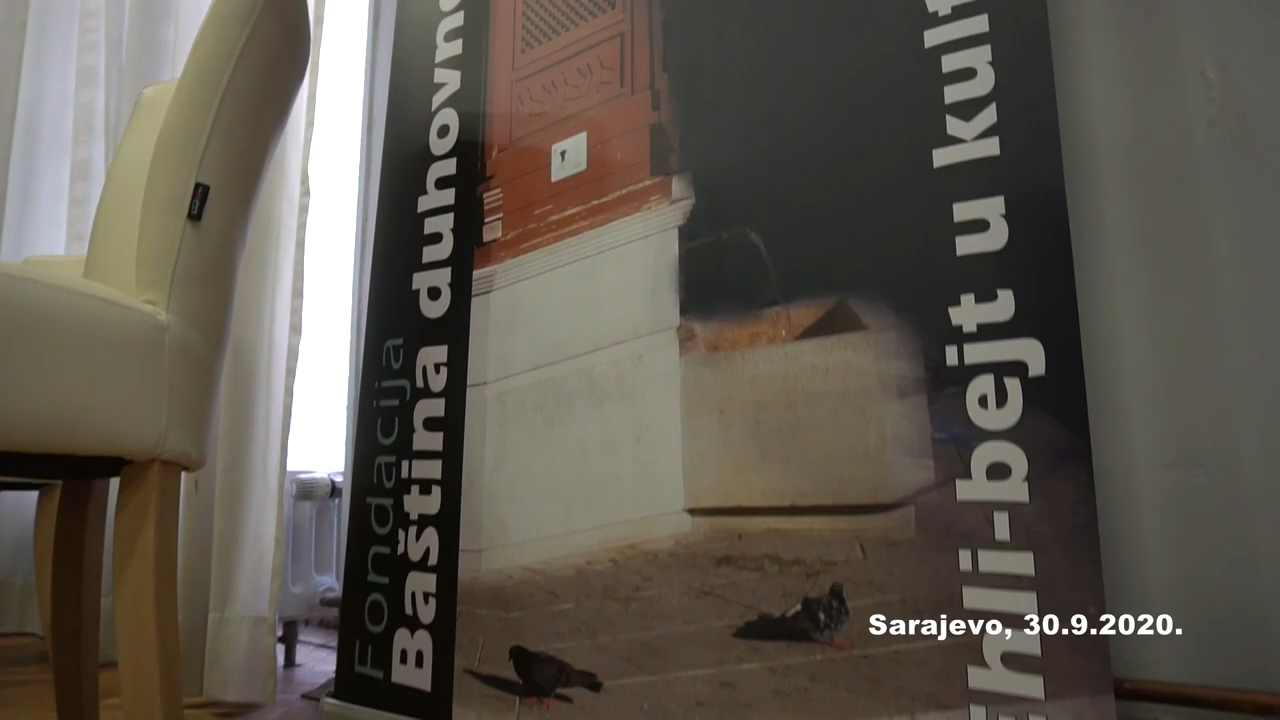 Fondacija
Baština duhovno
Ehli-bejt u kult
Sarajevo, 30.9.2020.